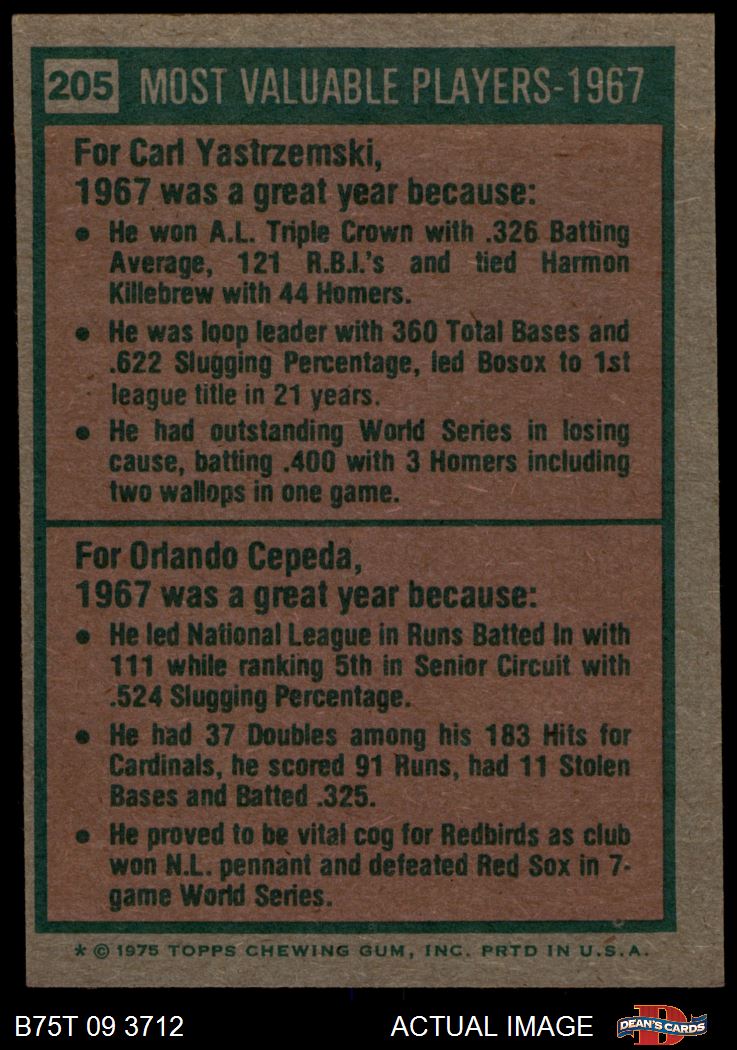 205 MOST VALUABLE PLAYERS-1967
For Carl Yastrzemski,
1967 was a great year because:
• He won A.L. Triple Crown with .326 Batting
Average, 121 R.B.I.'s and tied Harmon
Killebrew with 44 Homers.
• He was loop leader with 360 Total Bases and
.622 Slugging Percentage, led Bosox to 1st
league title in 21 years.
• He had outstanding World Series in losing
cause, batting .400 with 3 Homers including
two wallops in one game.
For Orlando Cepeda,
1967 was a great year because:
• He led National League in Runs Batted In with
111 while ranking 5th in Senior Circuit with
.524 Slugging Percentage.
• He had 37 Doubles among his 183 Hits for
Cardinals, he scored 91 Runs, had 11 Stolen
Bases and Batted .325.
• He proved to be vital cog for Redbirds as club
won N.L. pennant and defeated Red Sox in 7-
game World Series.
* © 1975 TOPPS CHEWING GUM, INC. PRTD IN U.S.A.
B75T 09 3712 ACTUAL IMAGE D DEAN'S CARDS